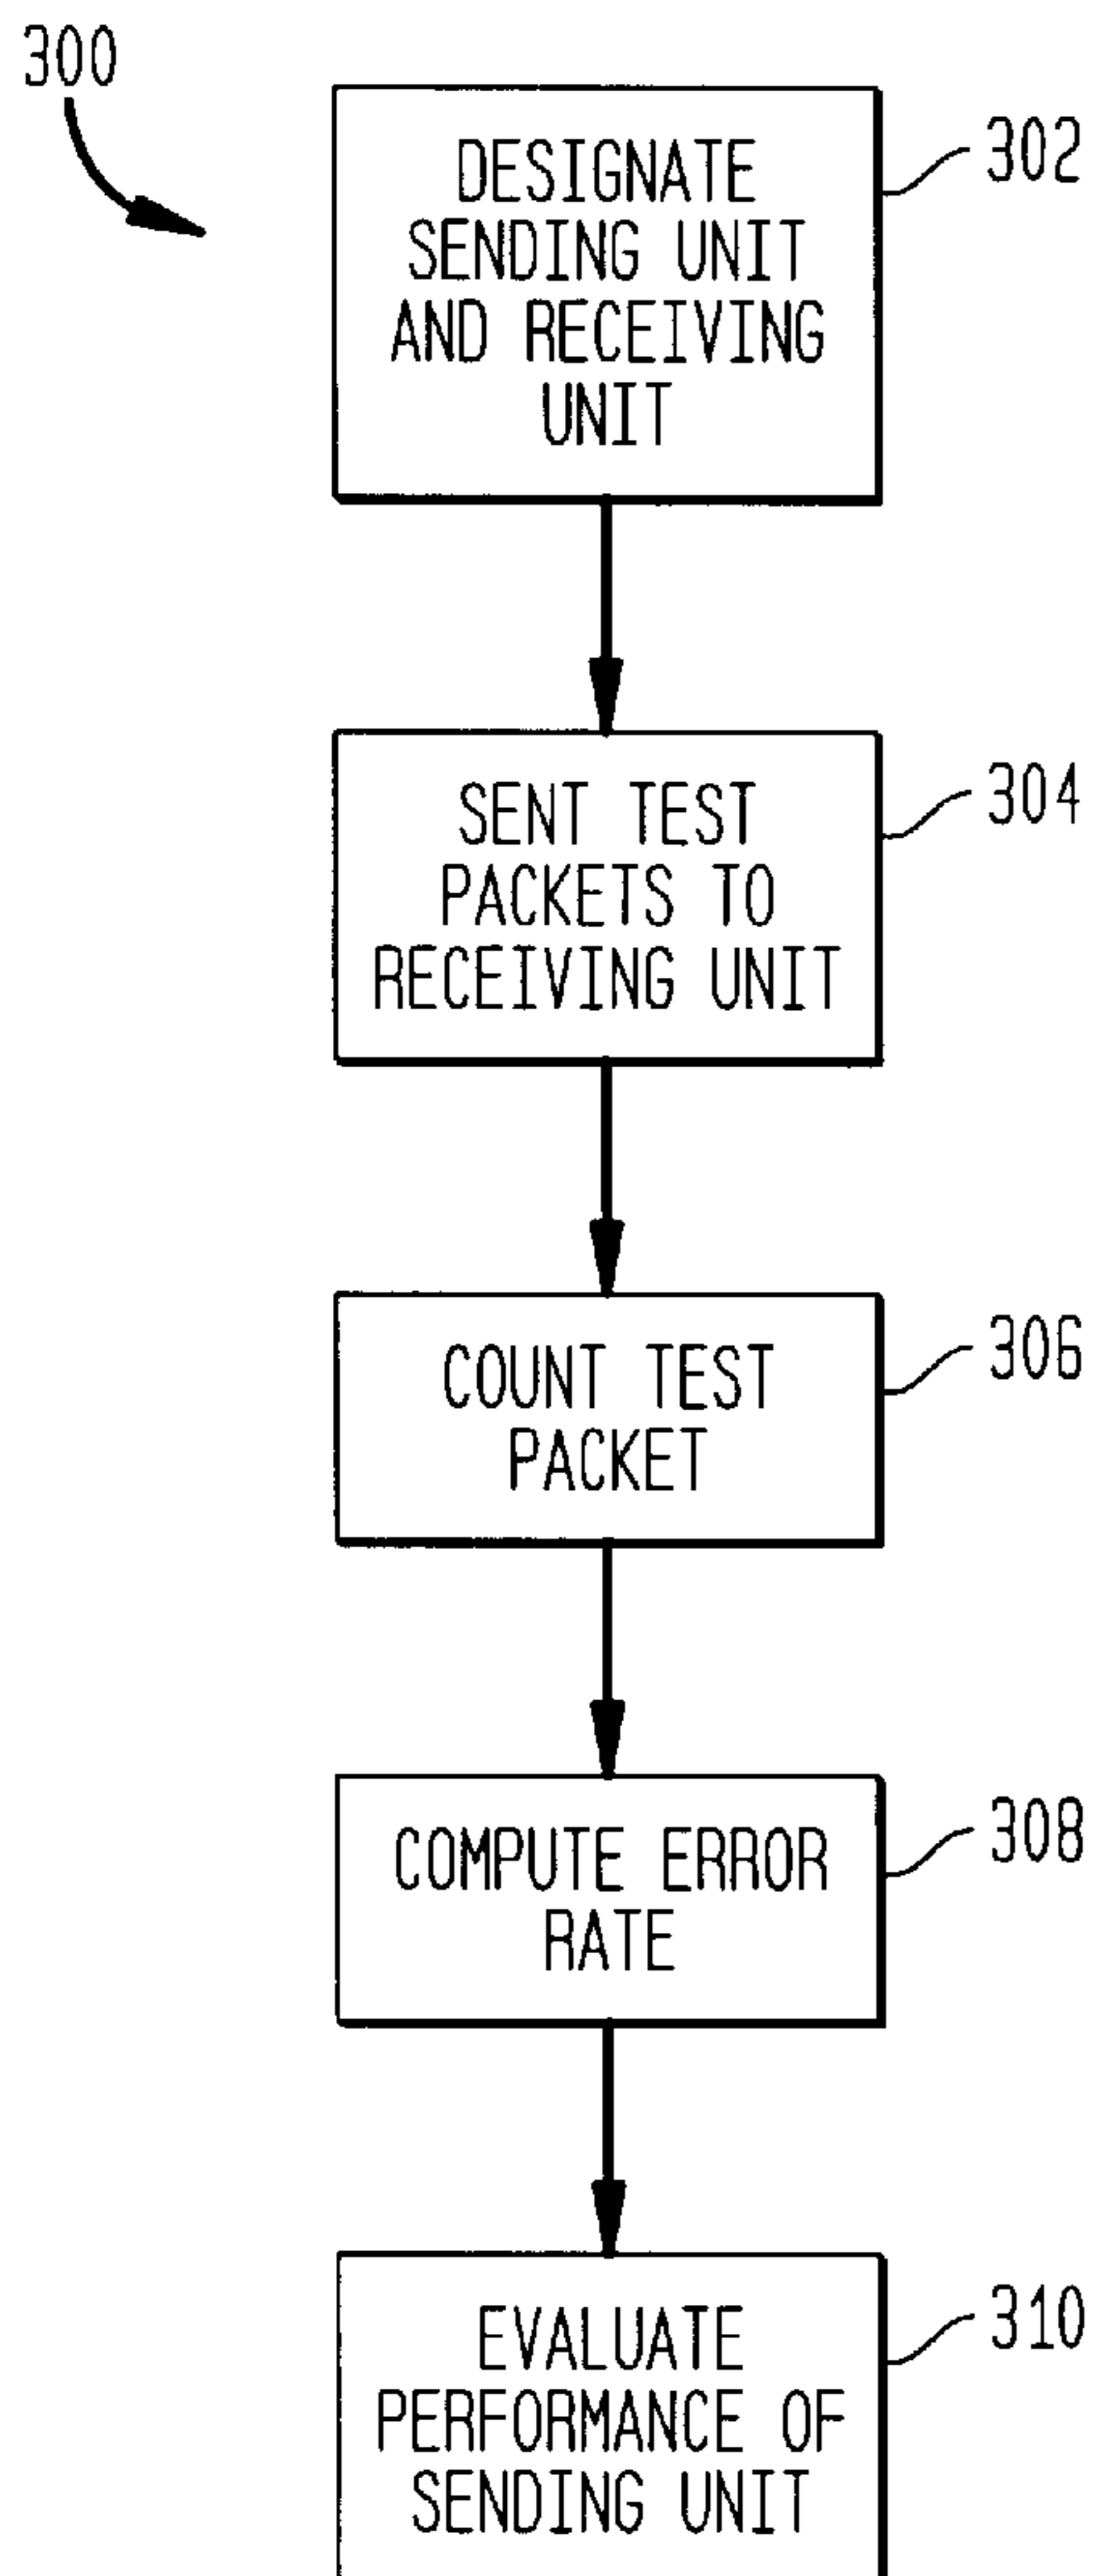 300
DESIGNATE
SENDING UNIT
AND RECEIVING
UNIT
302
SENT TEST
PACKETS TO
RECEIVING UNIT
304
COUNT TEST
PACKET
306
COMPUTE ERROR
RATE
308
EVALUATE
PERFORMANCE OF
SENDING UNIT
310